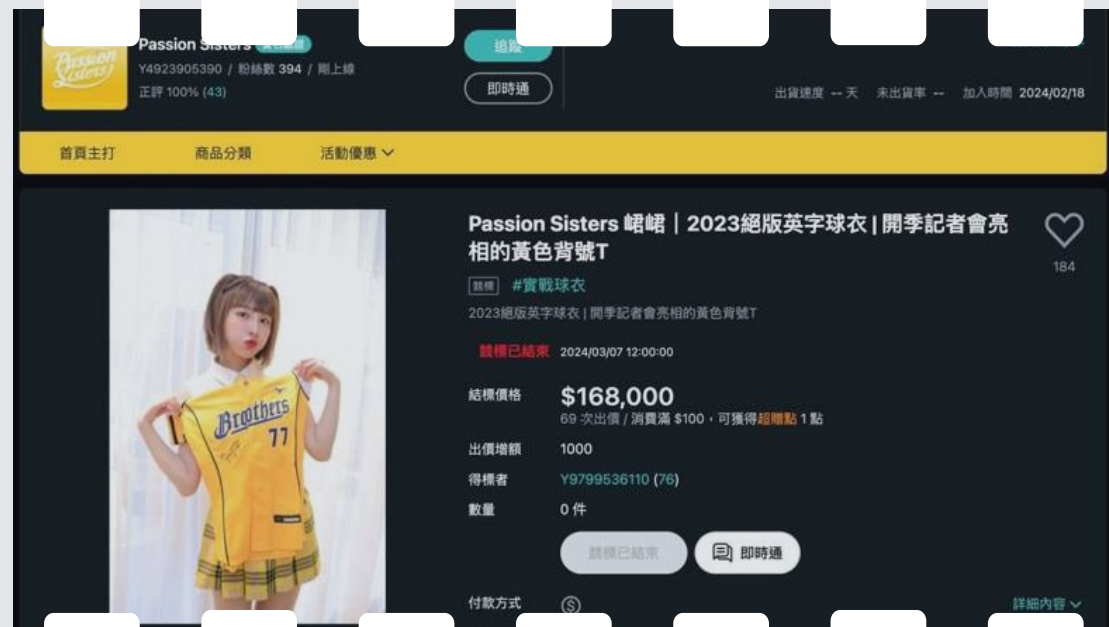 Passion Sisters
Passion Sisters
Y4923905390 / 粉絲數 394 / 剛上線
正評 100% (43)
追蹤
即時通
出貨速度 -- 天 未出貨率 -- 加入時間 2024/02/18
首頁主打 商品分類 活動優惠
Passion Sisters 峮峮｜2023絕版英字球衣 | 開季記者會亮
相的黃色背號T
184
競標 #實戰球衣
2023絕版英字球衣 | 開季記者會亮相的黃色背號T
競標已結束 2024/03/07 12:00:00
結標價格 $168,000
69 次出價 / 消費滿 $100，可獲得超贈點 1 點
出價增額 1000
得標者 Y9799536110 (76)
數量 0 件
競標已結束 即時通
付款方式
詳細內容
Brothers
77